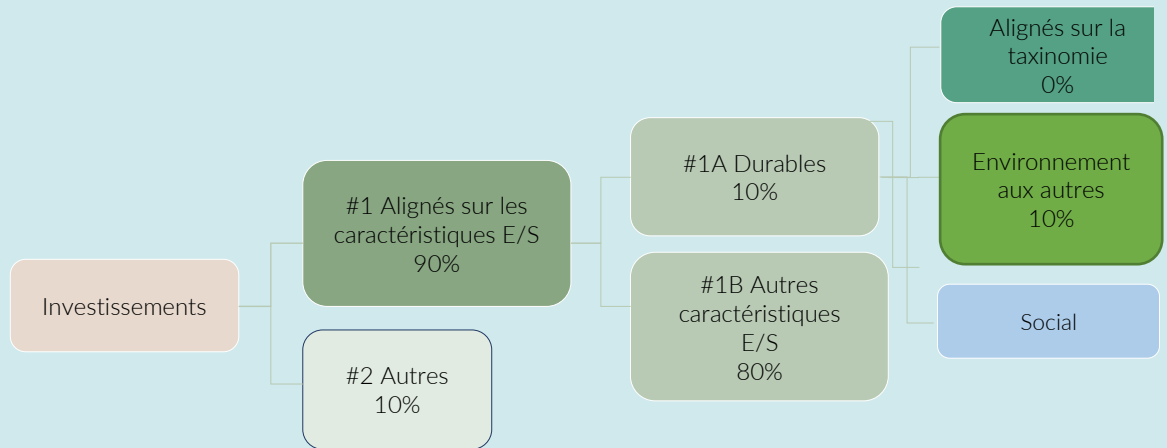 Investissements
#1 Alignés sur les
caractéristiques E/S
90%
#2 Autres
10%
#1A Durables
10%
#1B Autres
caractéristiques
E/S
80%
Alignés sur la
taxinomie
0%
Environnement
aux autres
10%
Social